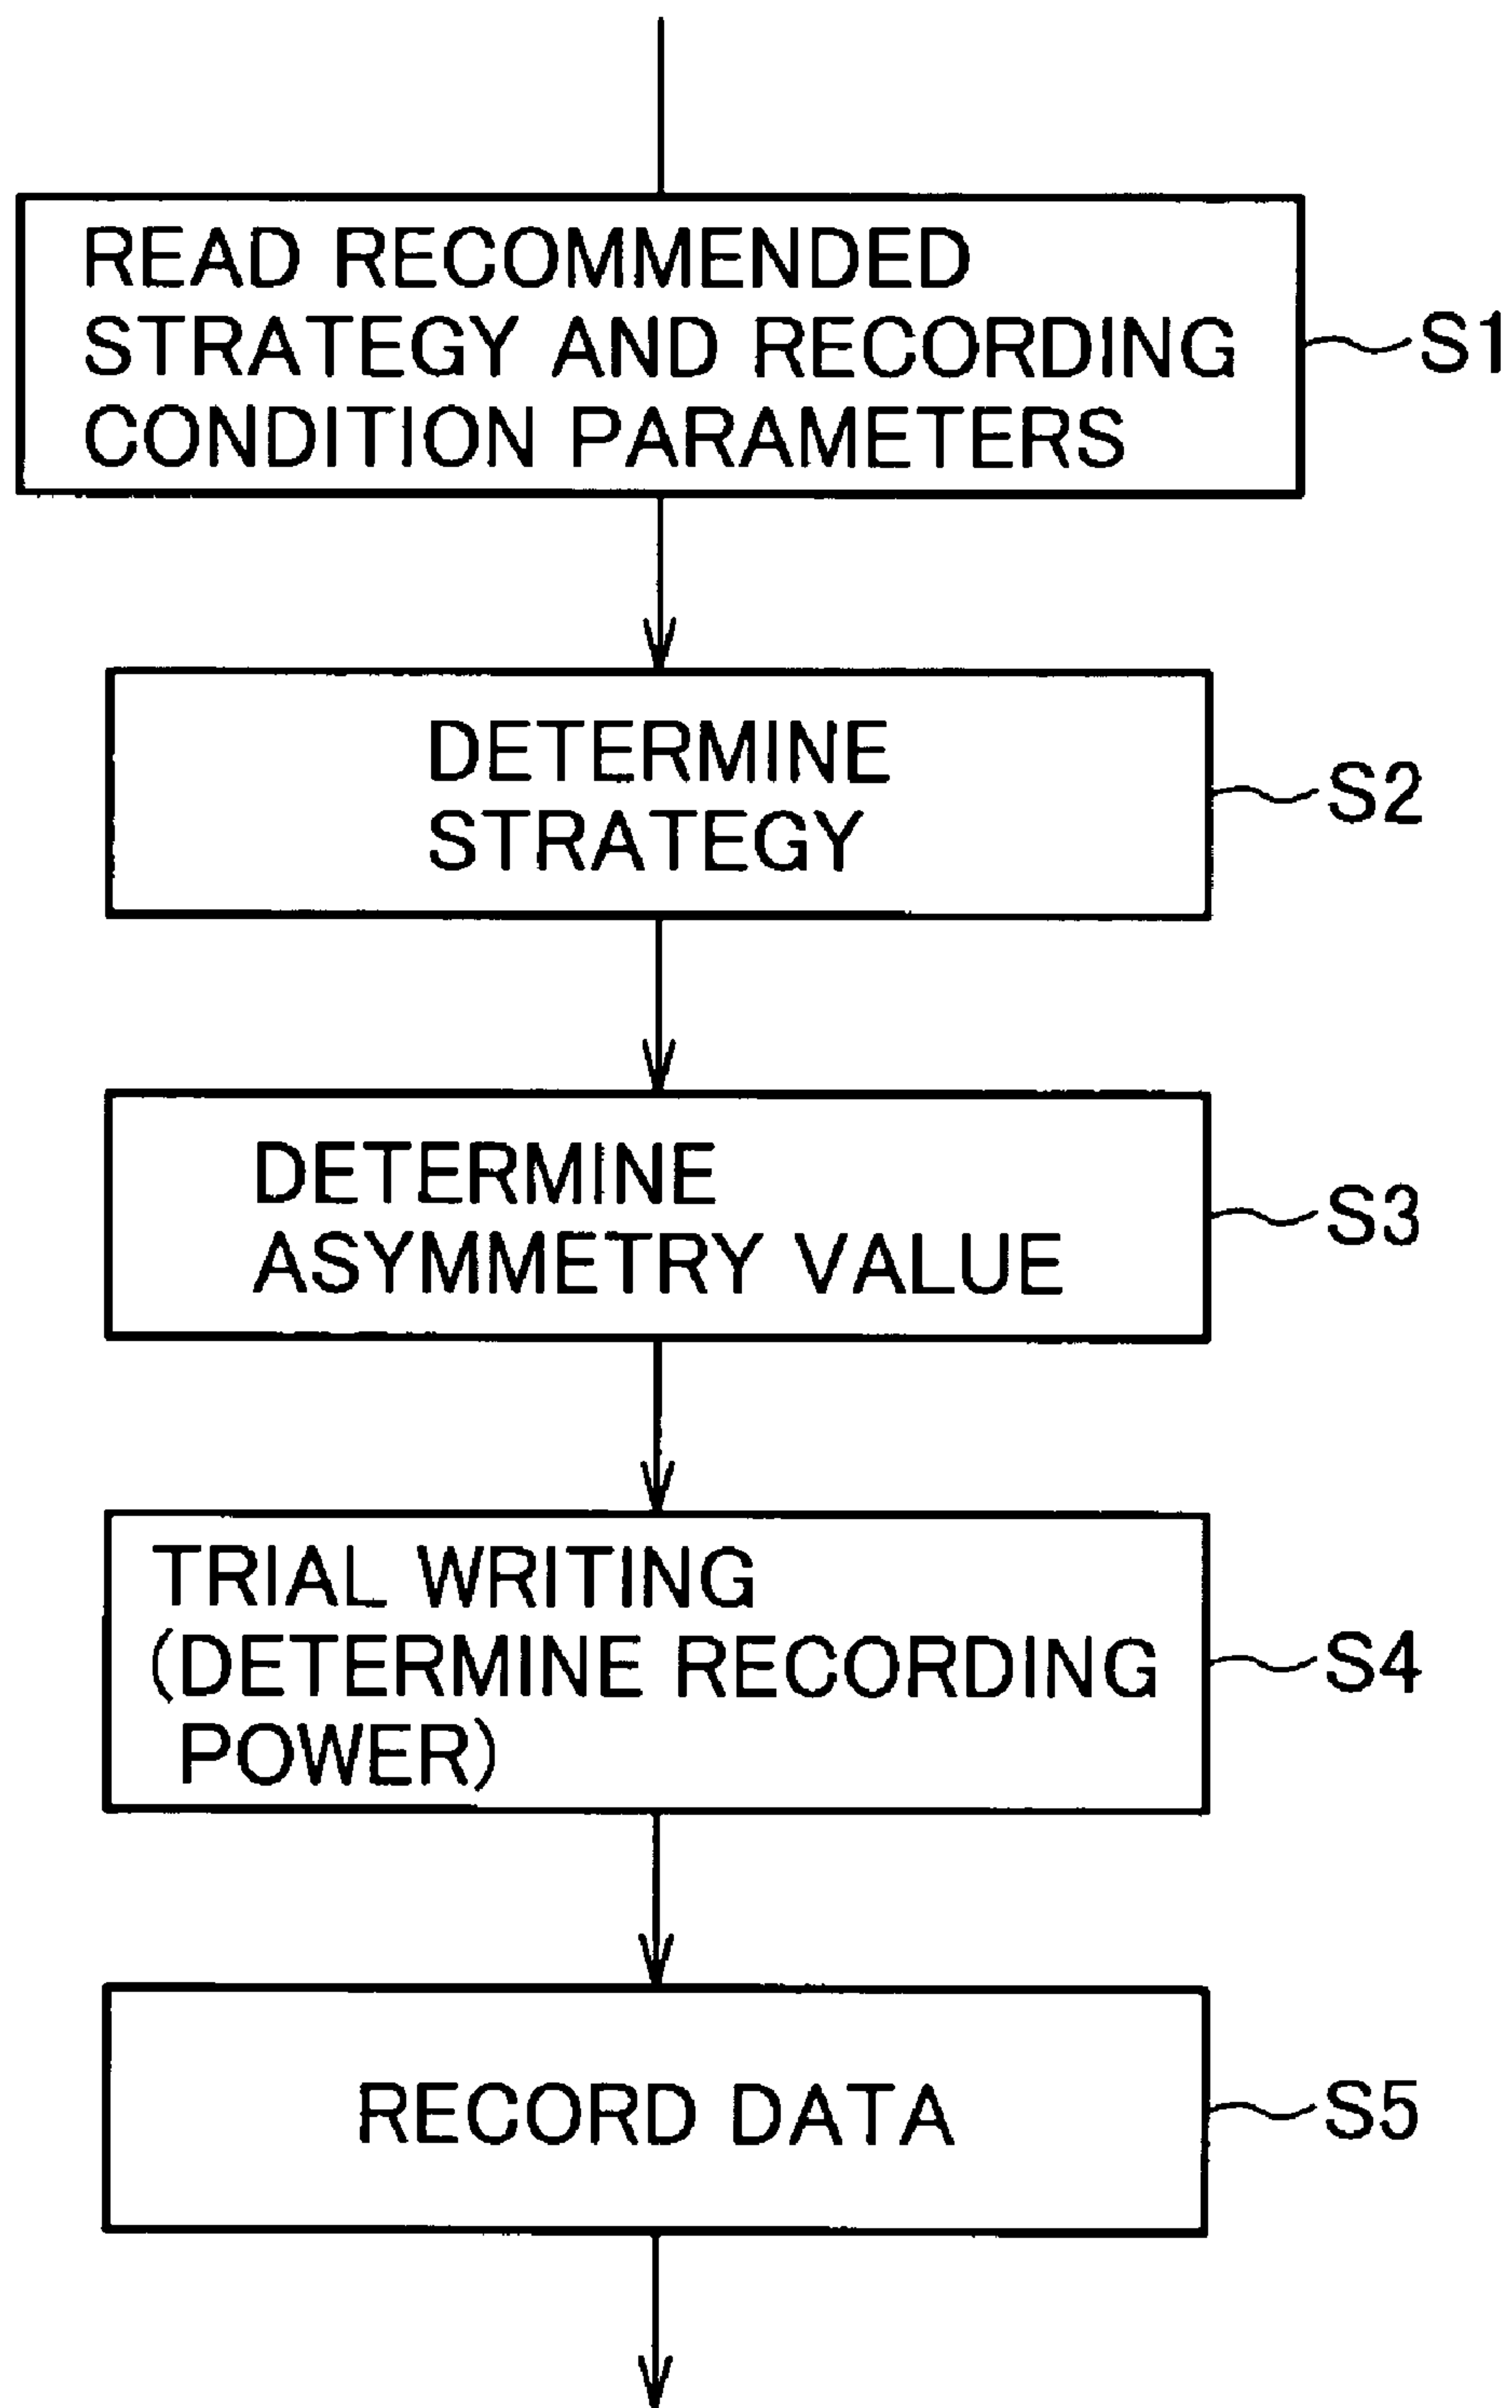 READ RECOMMENDED
STRATEGY AND RECORDING
CONDITION PARAMETERS
S1
DETERMINE
STRATEGY
S2
DETERMINE
ASYMMETRY VALUE
S3
TRIAL WRITING
(DETERMINE RECORDING
POWER)
S4
RECORD DATA
S5